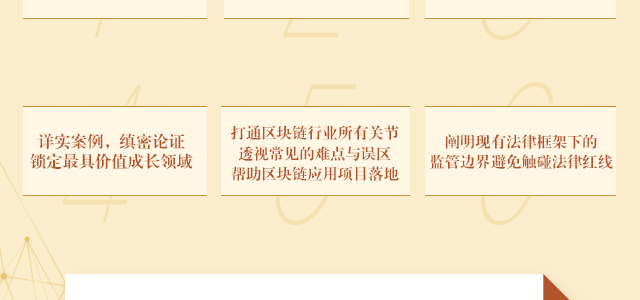 4
5
6
详实案例，缜密论证
锁定最具价值成长领域
打通区块链行业所有关节
透视常见的难点与误区
帮助区块链应用项目落地
阐明现有法律框架下的
监管边界避免触碰法律红线